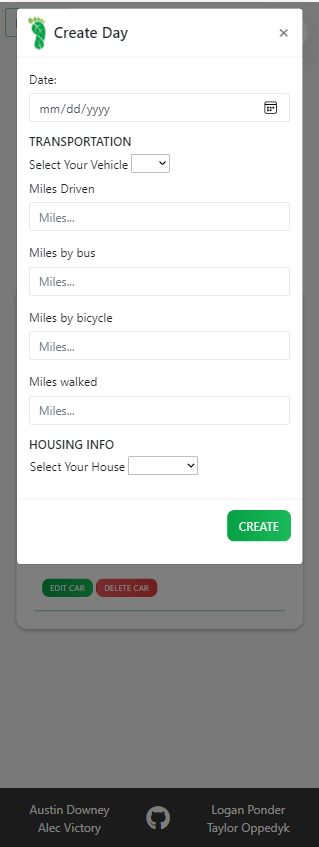 Create Day
×
Date:
mm/dd/yyyy
TRANSPORTATION
Select Your Vehicle
Miles Driven
Miles...
Miles by bus
Miles...
Miles by bicycle
Miles...
Miles walked
Miles...
HOUSING INFO
Select Your House
CREATE
EDIT CAR DELETE CAR
Austin Downey Logan Ponder
Alec Victory Taylor Oppedyk